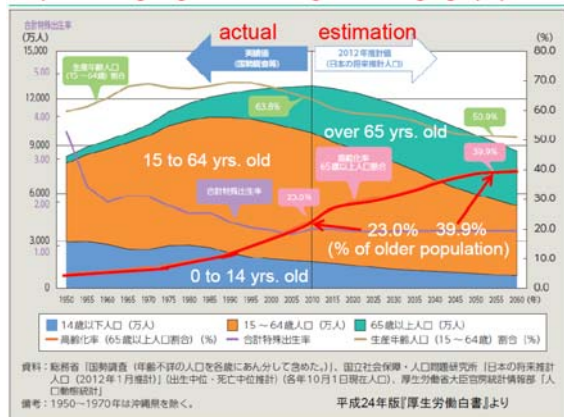 合計特殊出生率
(万人)
15,000
5.00
12,000
4.00
9,000
3.00
6,000
2.00
3,000
1.00
0
actual
estimation
実績値
(国勢調査等)
2012年推計値
(日本の将来推計人口)
(%)
80.0
70.0
60.0
50.0
40.0
30.0
20.0
10.0
0.0
生産年齢人口
(15～64歳)割合
63.8%
50.9%
39.9%
over 65 yrs. old
15 to 64 yrs. old
高齢化率
65歳以上人口割合
合計特殊出生率
23.0%
23.0% 39.9%
(% of older population)
0 to 14 yrs. old
1950 1955 1960 1965 1970 1975 1980 1985 1990 1995 2000 2005 2010 2015 2020 2025 2030 2035 2040 2045 2050 2055 2060 (年)
14歳以下人口（万人） 15～64歳人口（万人） 65歳以上人口（万人）
高齢化率（65歳以上人口割合）（%） 合計特殊出生率 生産年齢人口（15～64歳）割合（%）
資料：総務省「国勢調査（年齢不詳の人口を各歳にあん分して含めた。）」、国立社会保障・人口問題研究所「日本の将来推計
人口（2012年1月推計）」（出生中位・死亡中位推計）（各年10月1日現在人口）、厚生労働省大臣官房統計情報部「人
口動態統計」
備考：1950～1970年は沖縄県を除く。 平成24年版『厚生労働白書』より